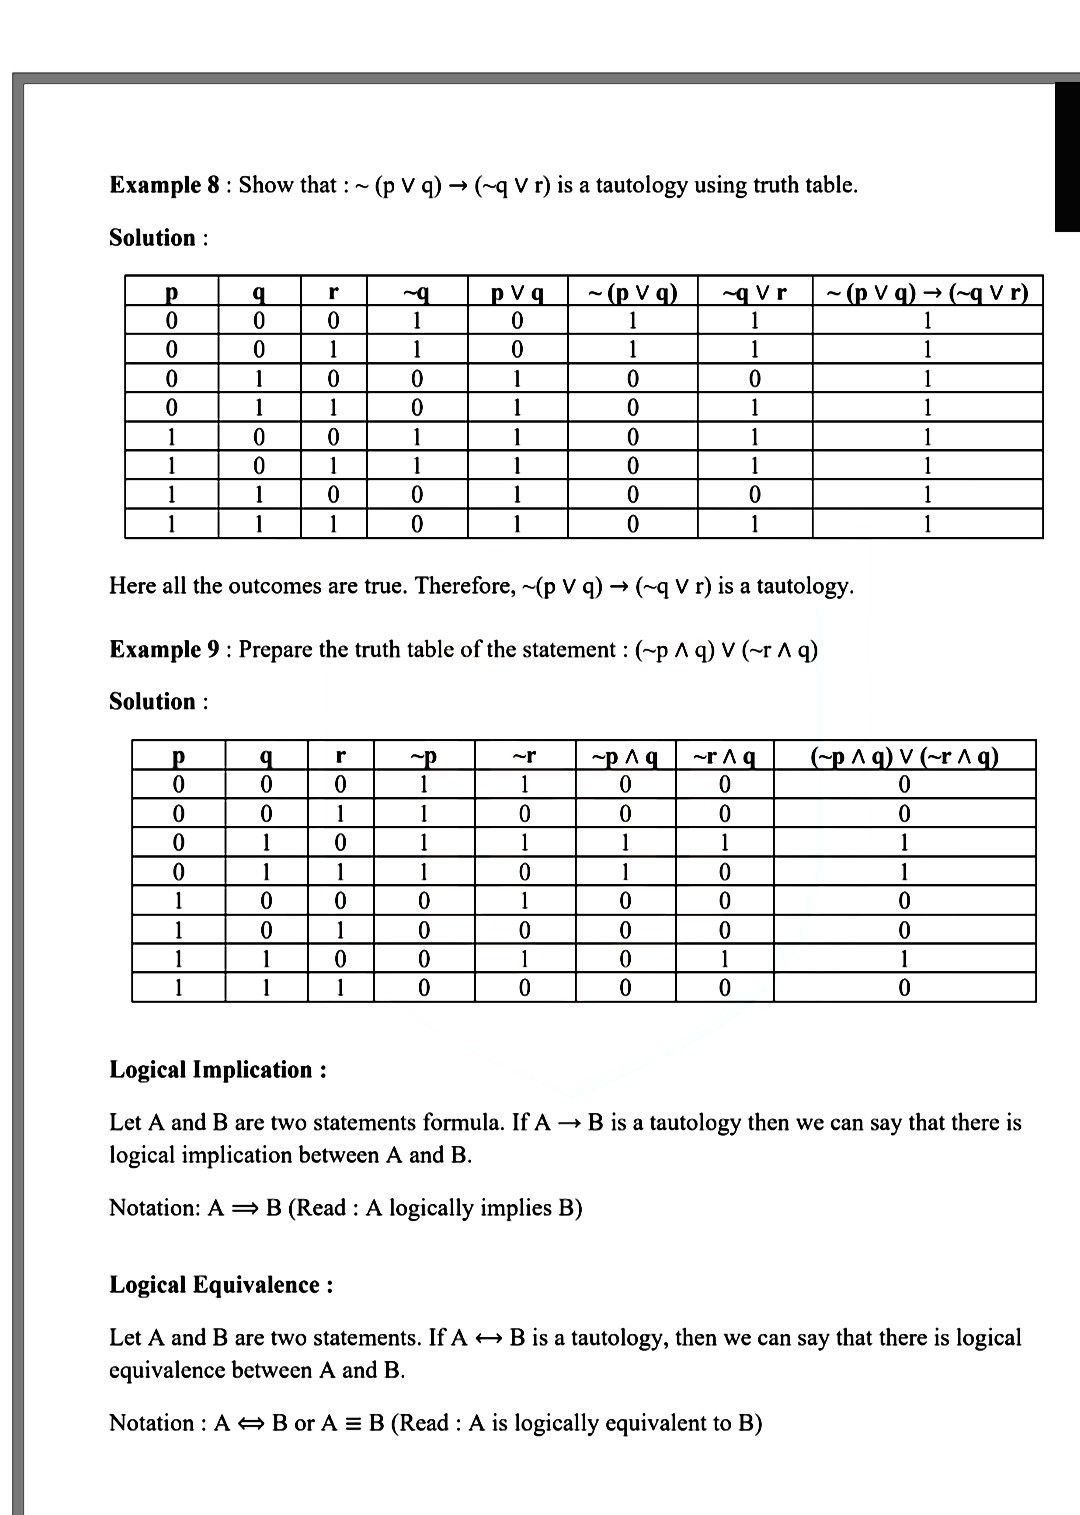 Example 8 : Show that : ~ (p ∨ q) → (~q ∨ r) is a tautology using truth table.
Solution :
p q r ~q p ∨ q ~ (p ∨ q) ~q ∨ r ~ (p ∨ q) → (~q ∨ r)
0 0 0 1 0 1 1 1
0 0 1 1 0 1 1 1
0 1 0 0 1 0 0 1
0 1 1 0 1 0 1 1
1 0 0 1 1 0 1 1
1 0 1 1 1 0 1 1
1 1 0 0 1 0 0 1
1 1 1 0 1 0 1 1
Here all the outcomes are true. Therefore, ~(p ∨ q) → (~q ∨ r) is a tautology.
Example 9 : Prepare the truth table of the statement : (~p ∧ q) ∨ (~r ∧ q)
Solution :
p q r ~p ~r ~p ∧ q ~r ∧ q (~p ∧ q) ∨ (~r ∧ q)
0 0 0 1 1 0 0 0
0 0 1 1 0 0 0 0
0 1 0 1 1 1 1 1
0 1 1 1 0 1 0 1
1 0 0 0 1 0 0 0
1 0 1 0 0 0 0 0
1 1 0 0 1 0 1 1
1 1 1 0 0 0 0 0
Logical Implication :
Let A and B are two statements formula. If A → B is a tautology then we can say that there is
logical implication between A and B.
Notation: A ⟹ B (Read : A logically implies B)
Logical Equivalence :
Let A and B are two statements. If A ↔ B is a tautology, then we can say that there is logical
equivalence between A and B.
Notation : A ⇔ B or A ≡ B (Read : A is logically equivalent to B)